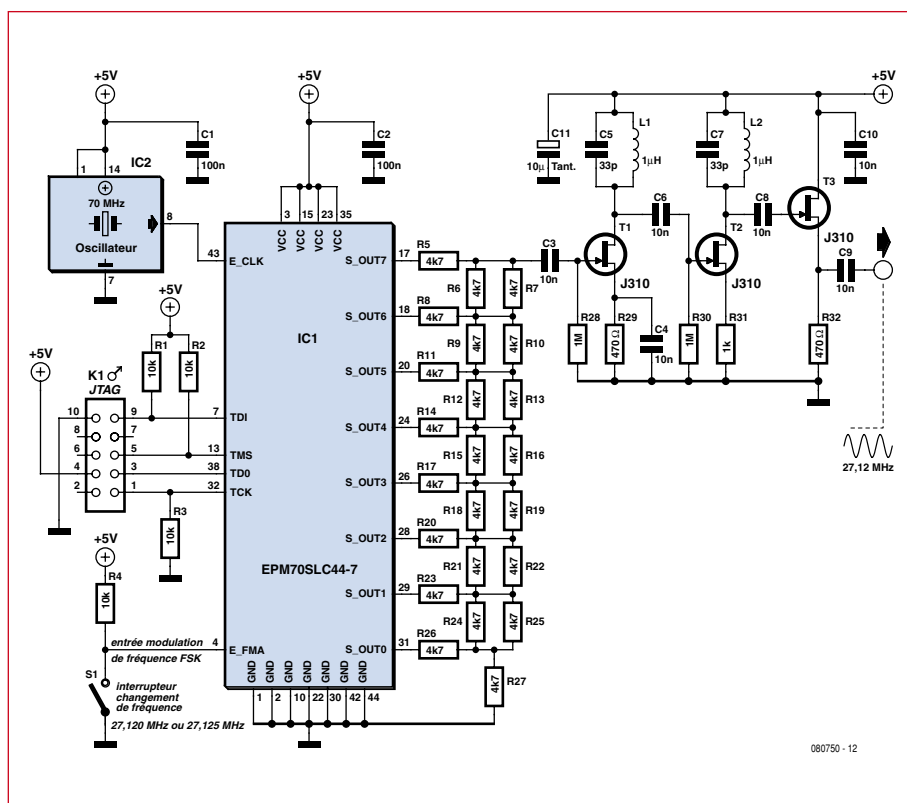 +5V
+5V
+5V
C1
100n
C2
100n
IC2
1
14
70 MHz
Oscillateur
8
7
C11
10µ Tant.
C5
33p
L1
1µH
C7
33p
L2
1µH
C10
10n
C6
10n
C8
10n
T3
J310
T1
J310
T2
J310
C9
10n
C3
10n
R28
1M
R29
470Ω
C4
10n
R30
1M
R31
1k
R32
470Ω
27,12 MHz
3
15
23
35
VCC
VCC
VCC
VCC
43
E_CLK
IC1
EPM70SLC44-7
S_OUT7
17
R5
4k7
R6
4k7
R7
4k7
S_OUT6
18
R8
4k7
R9
4k7
R10
4k7
S_OUT5
20
R11
4k7
R12
4k7
R13
4k7
S_OUT4
24
R14
4k7
R15
4k7
R16
4k7
S_OUT3
26
R17
4k7
R18
4k7
R19
4k7
S_OUT2
28
R20
4k7
R21
4k7
R22
4k7
S_OUT1
29
R23
4k7
R24
4k7
R25
4k7
S_OUT0
31
R26
4k7
R27
4k7
+5V
+5V
R1
10k
R2
10k
K1
JTAG
10
9
8
7
6
5
4
3
2
1
7
TDI
13
TMS
38
TD0
32
TCK
R3
10k
+5V
R4
10k
entrée modulation
de fréquence FSK
4
E_FMA
S1
interrupteur
changement
de fréquence
27,120 MHz ou 27,125 MHz
GND
GND
GND
GND
GND
GND
GND
1
2
10
22
30
42
44
080750 - 12